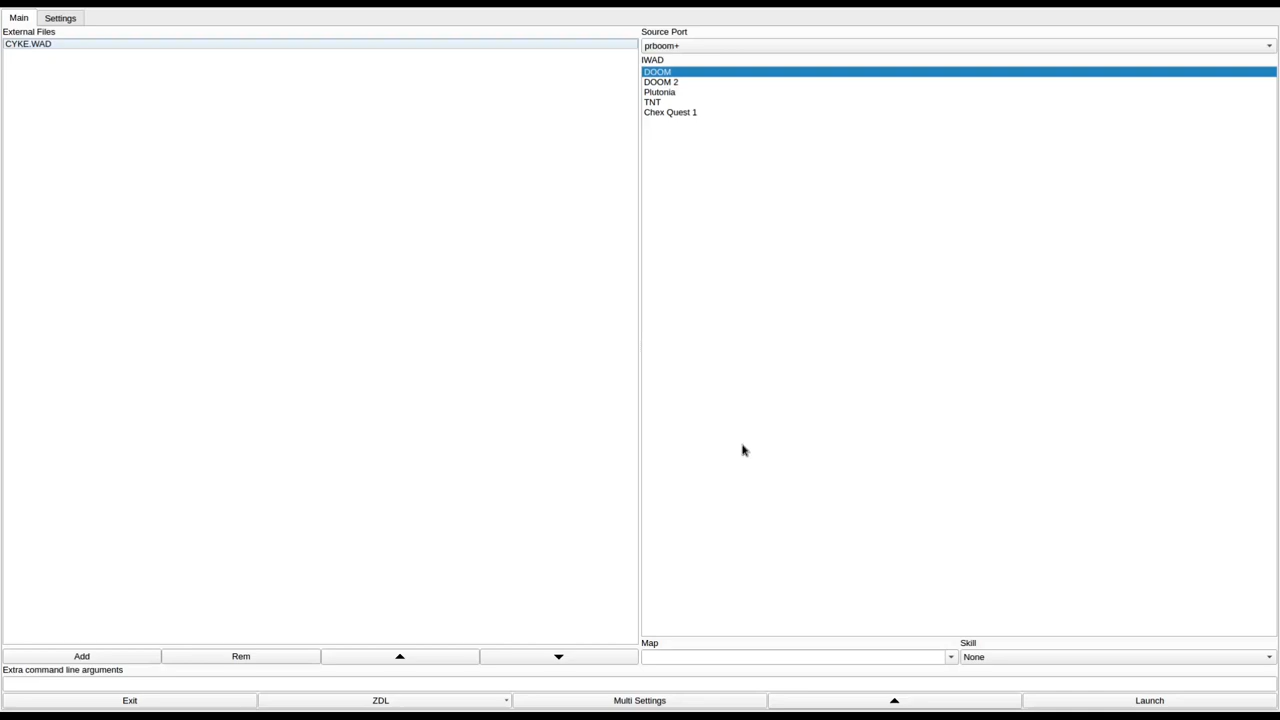 Main Settings
External Files
CYKE.WAD
Source Port
prboom+
IWAD
DOOM
DOOM 2
Plutonia
TNT
Chex Quest 1
Map Skill
None
Add Rem
Extra command line arguments
Exit ZDL Multi Settings Launch